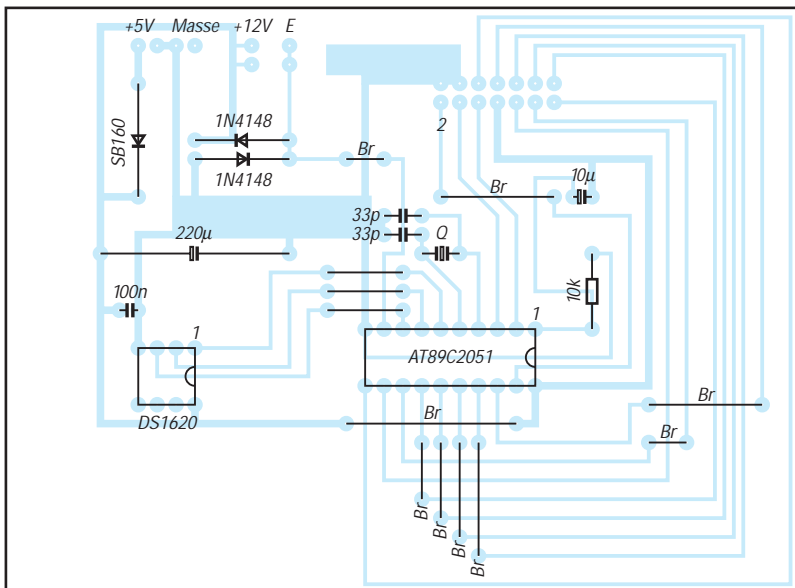 +5V Masse +12V E
1N4148
SB160
Br
2
1N4148
10µ
Br
33p
220µ
33p
Q
100n
10k
1
1
AT89C2051
Br
DS1620
Br
Br
Br
Br
Br
Br